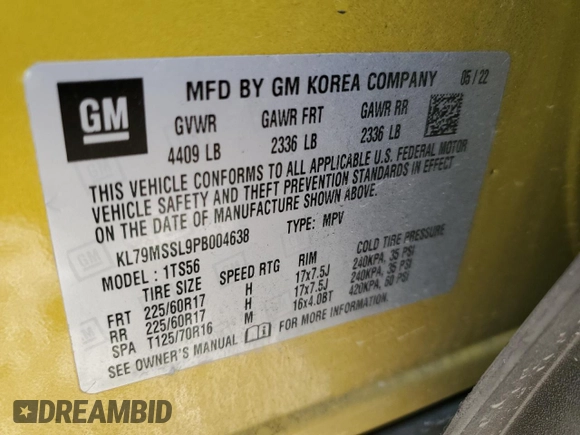 GM
MFD BY GM KOREA COMPANY 05/22
GVWR GAWR FRT GAWR RR
4409 LB 2336 LB 2336 LB
THIS VEHICLE CONFORMS TO ALL APPLICABLE U.S. FEDERAL MOTOR
VEHICLE SAFETY AND THEFT PREVENTION STANDARDS IN EFFECT
ON THE DATE OF MANUFACTURE SHOWN ABOVE.
KL79MSSL9PB004638 TYPE: MPV
MODEL: 1TS56
TIRE SIZE SPEED RTG RIM COLD TIRE PRESSURE
FRT 225/60R17 H 17x7.5J 240KPA, 35 PSI
RR 225/60R17 H 17x7.5J 240KPA, 35 PSI
SPA T125/70R16 M 16x4.0BT 420KPA, 60 PSI
SEE OWNER'S MANUAL FOR MORE INFORMATION.
DREAMBID